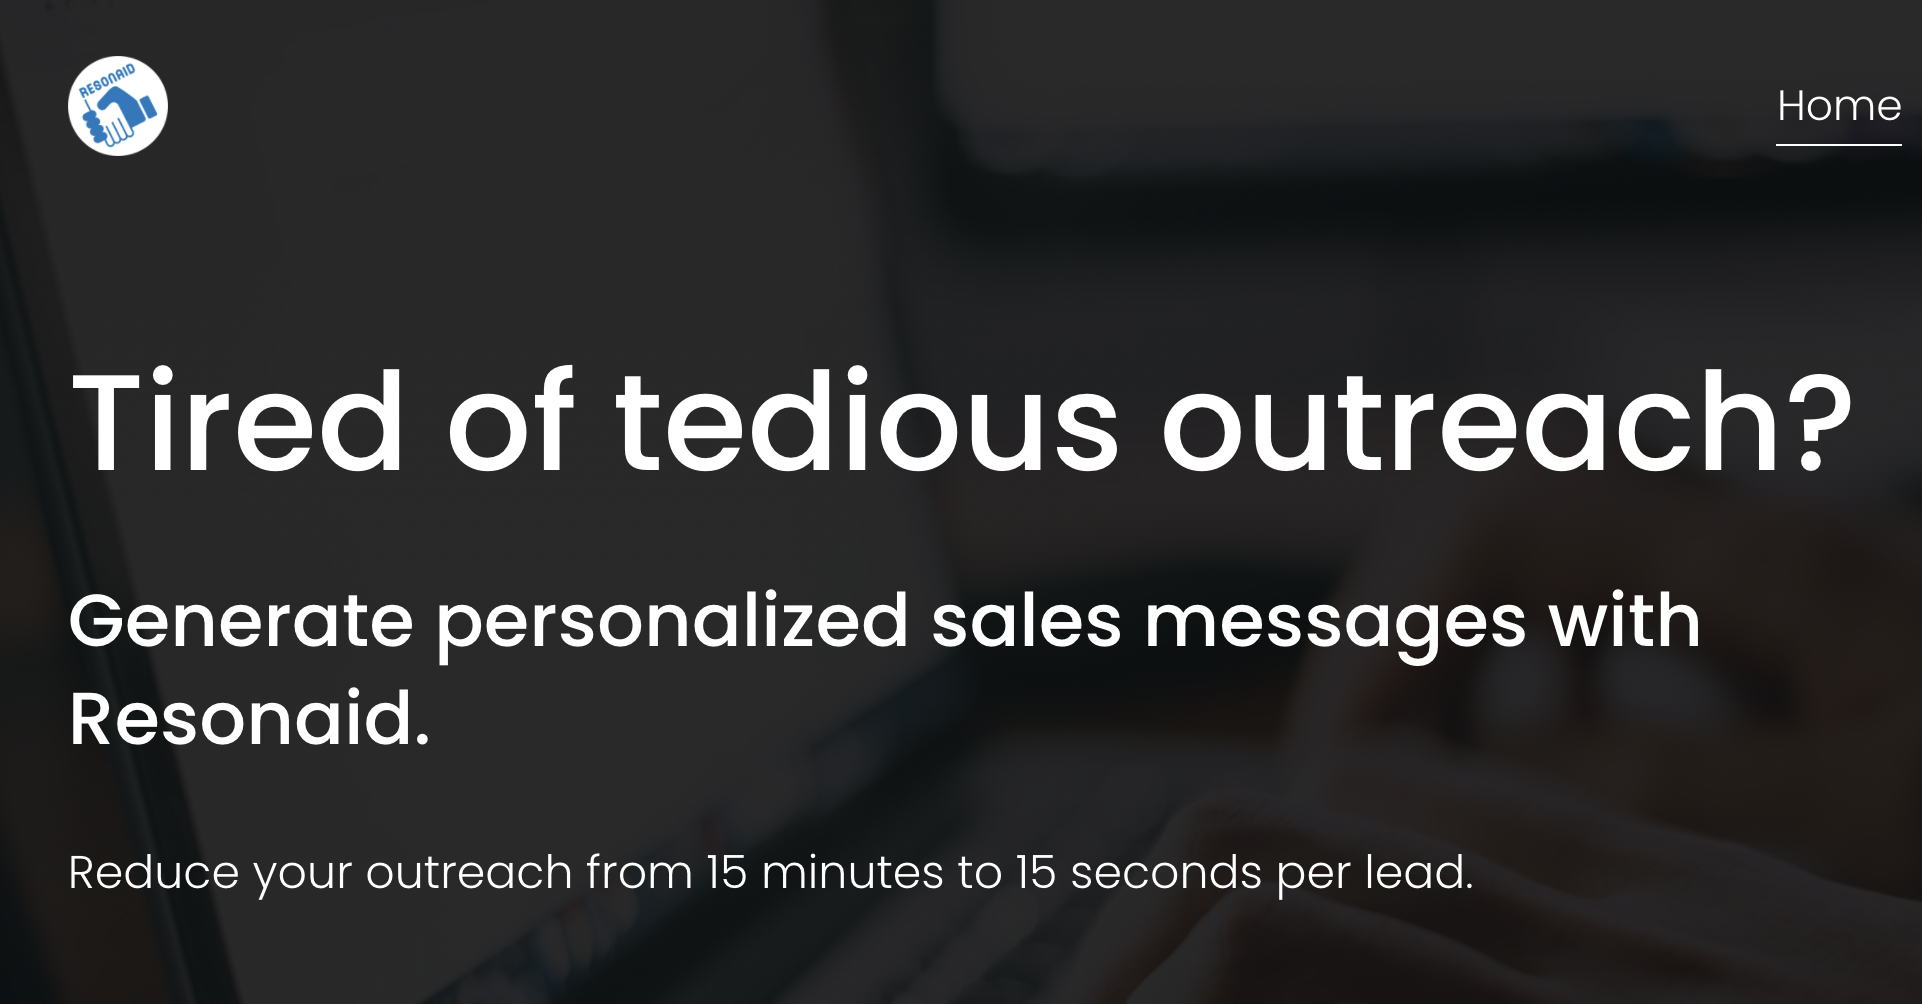 RESONAID
Home
Tired of tedious outreach?
Generate personalized sales messages with
Resonaid.
Reduce your outreach from 15 minutes to 15 seconds per lead.